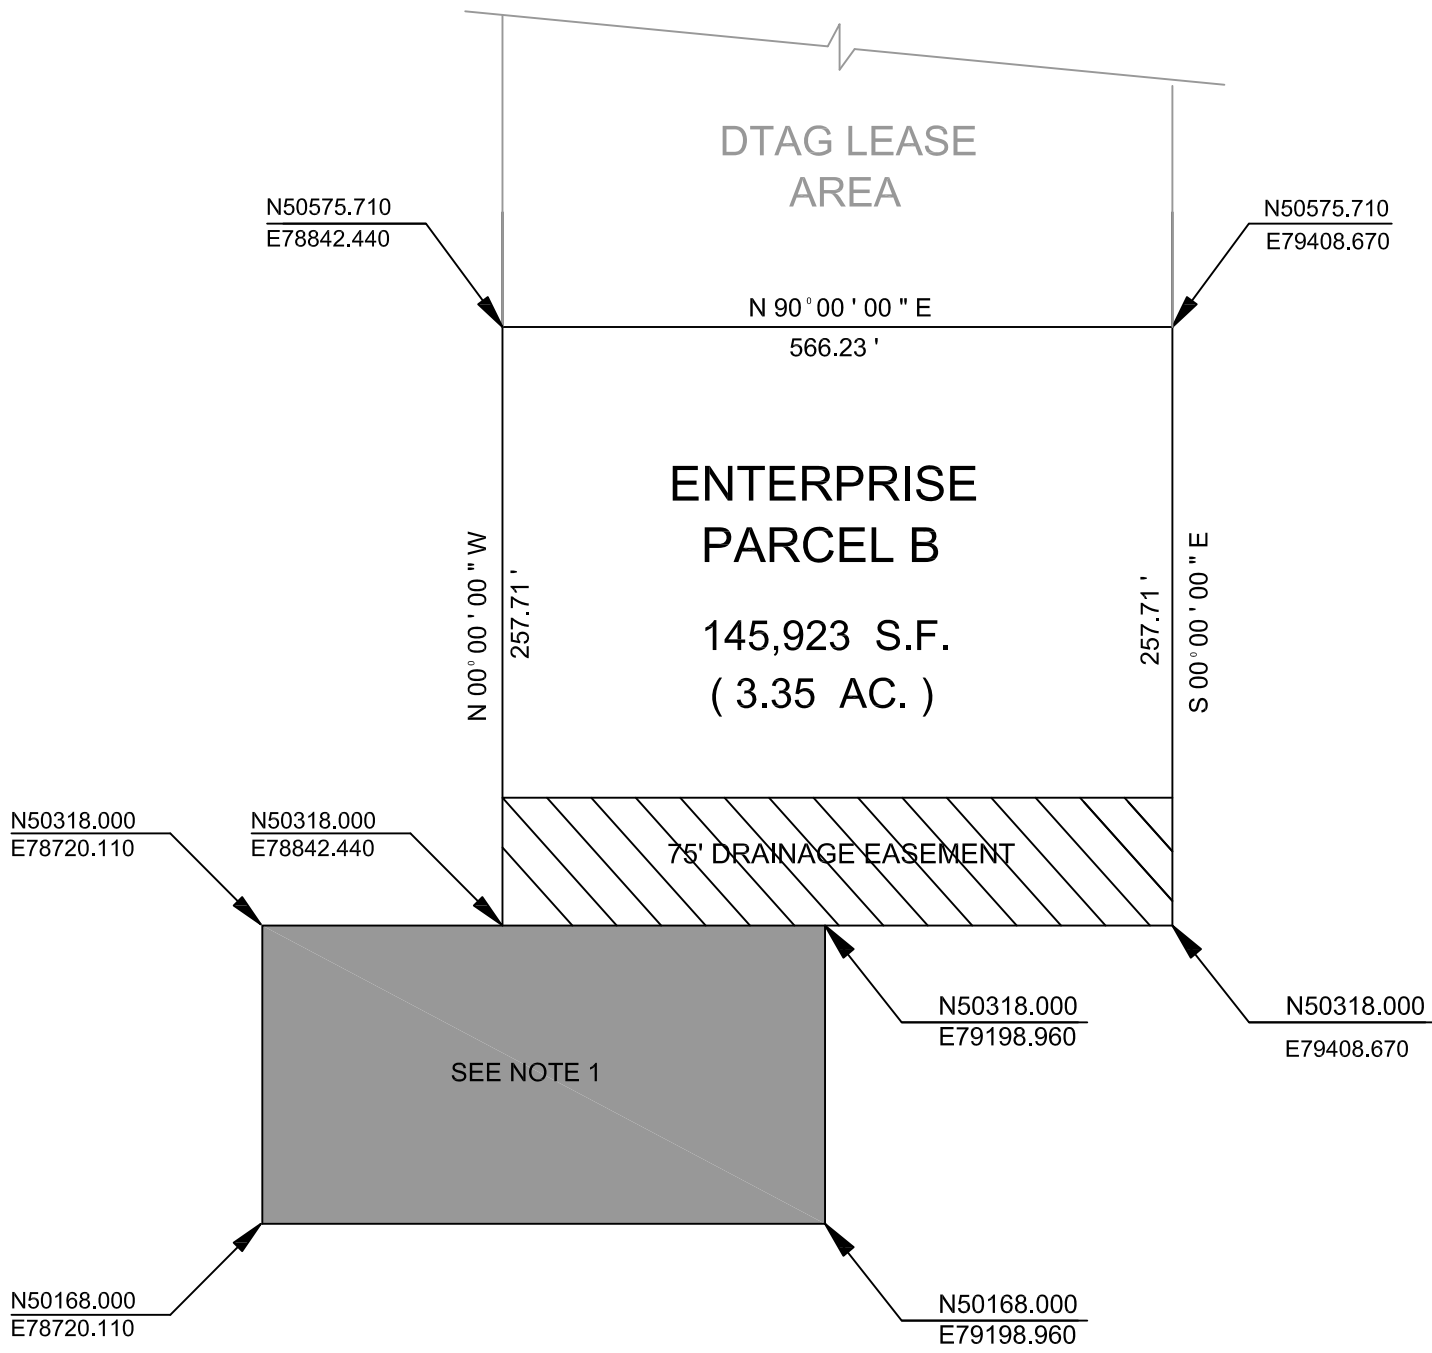 DTAG LEASE
AREA
N50575.710
E78842.440
N50575.710
E79408.670
N 90°00'00" E
566.23'
ENTERPRISE
PARCEL B
145,923 S.F.
( 3.35 AC. )
N 00°00'00" W
257.71'
257.71'
S 00°00'00" E
N50318.000
E78720.110
N50318.000
E78842.440
75' DRAINAGE EASEMENT
N50318.000
E79198.960
N50318.000
E79408.670
SEE NOTE 1
N50168.000
E78720.110
N50168.000
E79198.960